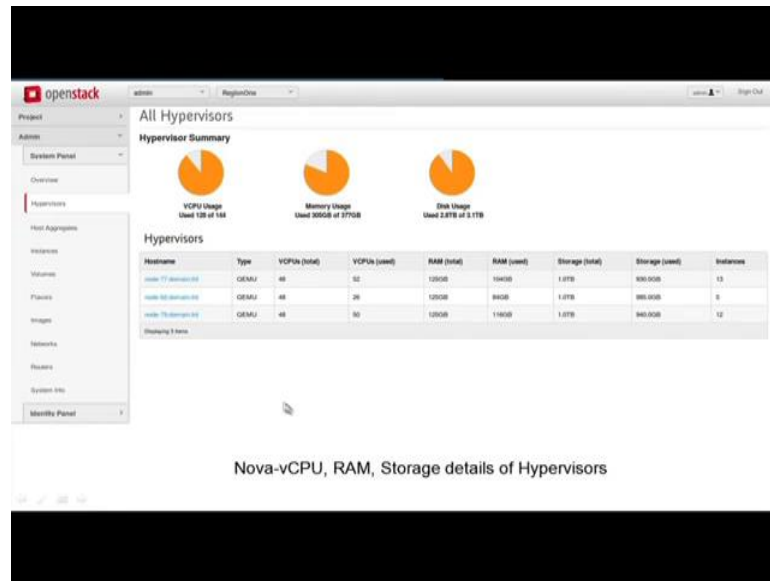 openstack
admin
RegionOne
admin
Sign Out
Project
Admin
System Panel
Overview
Hypervisors
Host Aggregates
Instances
Volumes
Flavors
Images
Networks
Routers
System Info
Identity Panel
All Hypervisors
Hypervisor Summary
VCPU Usage
Used 128 of 144
Memory Usage
Used 305GB of 377GB
Disk Usage
Used 2.8TB of 3.1TB
Hypervisors
Hostname Type VCPUs (total) VCPUs (used) RAM (total) RAM (used) Storage (total) Storage (used) Instances
QEMU 48 52 125GB 104GB 1.0TB 13
QEMU 48 26 125GB 84GB 1.0TB
QEMU 48 50 125GB 116GB 1.0TB 12
Displaying 3 items
Nova-vCPU, RAM, Storage details of Hypervisors